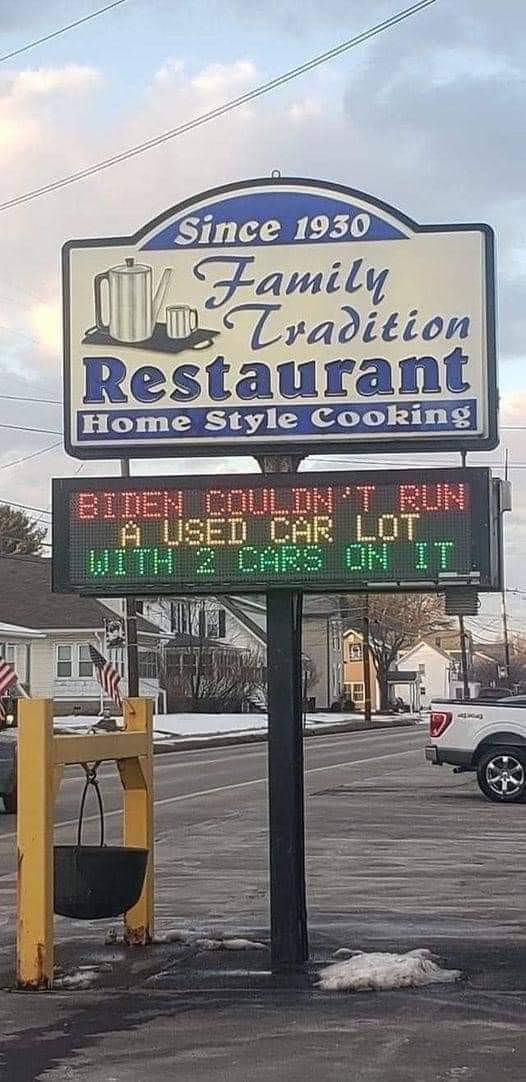 Since 1930
Family
Tradition
Restaurant
Home Style Cooking
BIDEN COULDN'T RUN
A USED CAR LOT
WITH 2 CARS ON IT